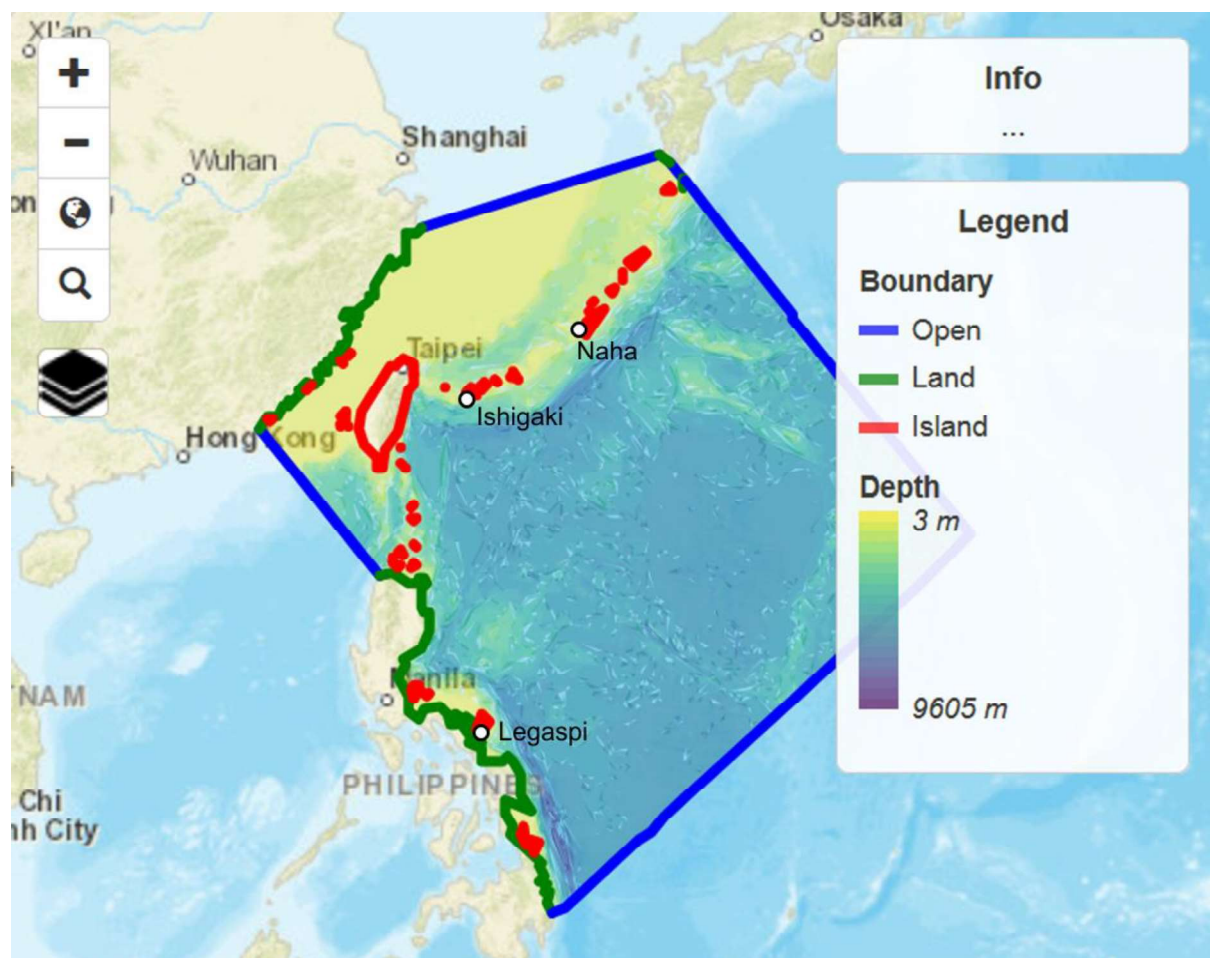 Osaka
XI'an
Info
...
Shanghai
Wuhan
Legend
Boundary
Open
Naha
Taipei
Land
Ishigaki
Island
Hong Kong
Depth
3 m
Manila
NAM
9605 m
Legaspi
PHILIPPINES
Chi
nh City